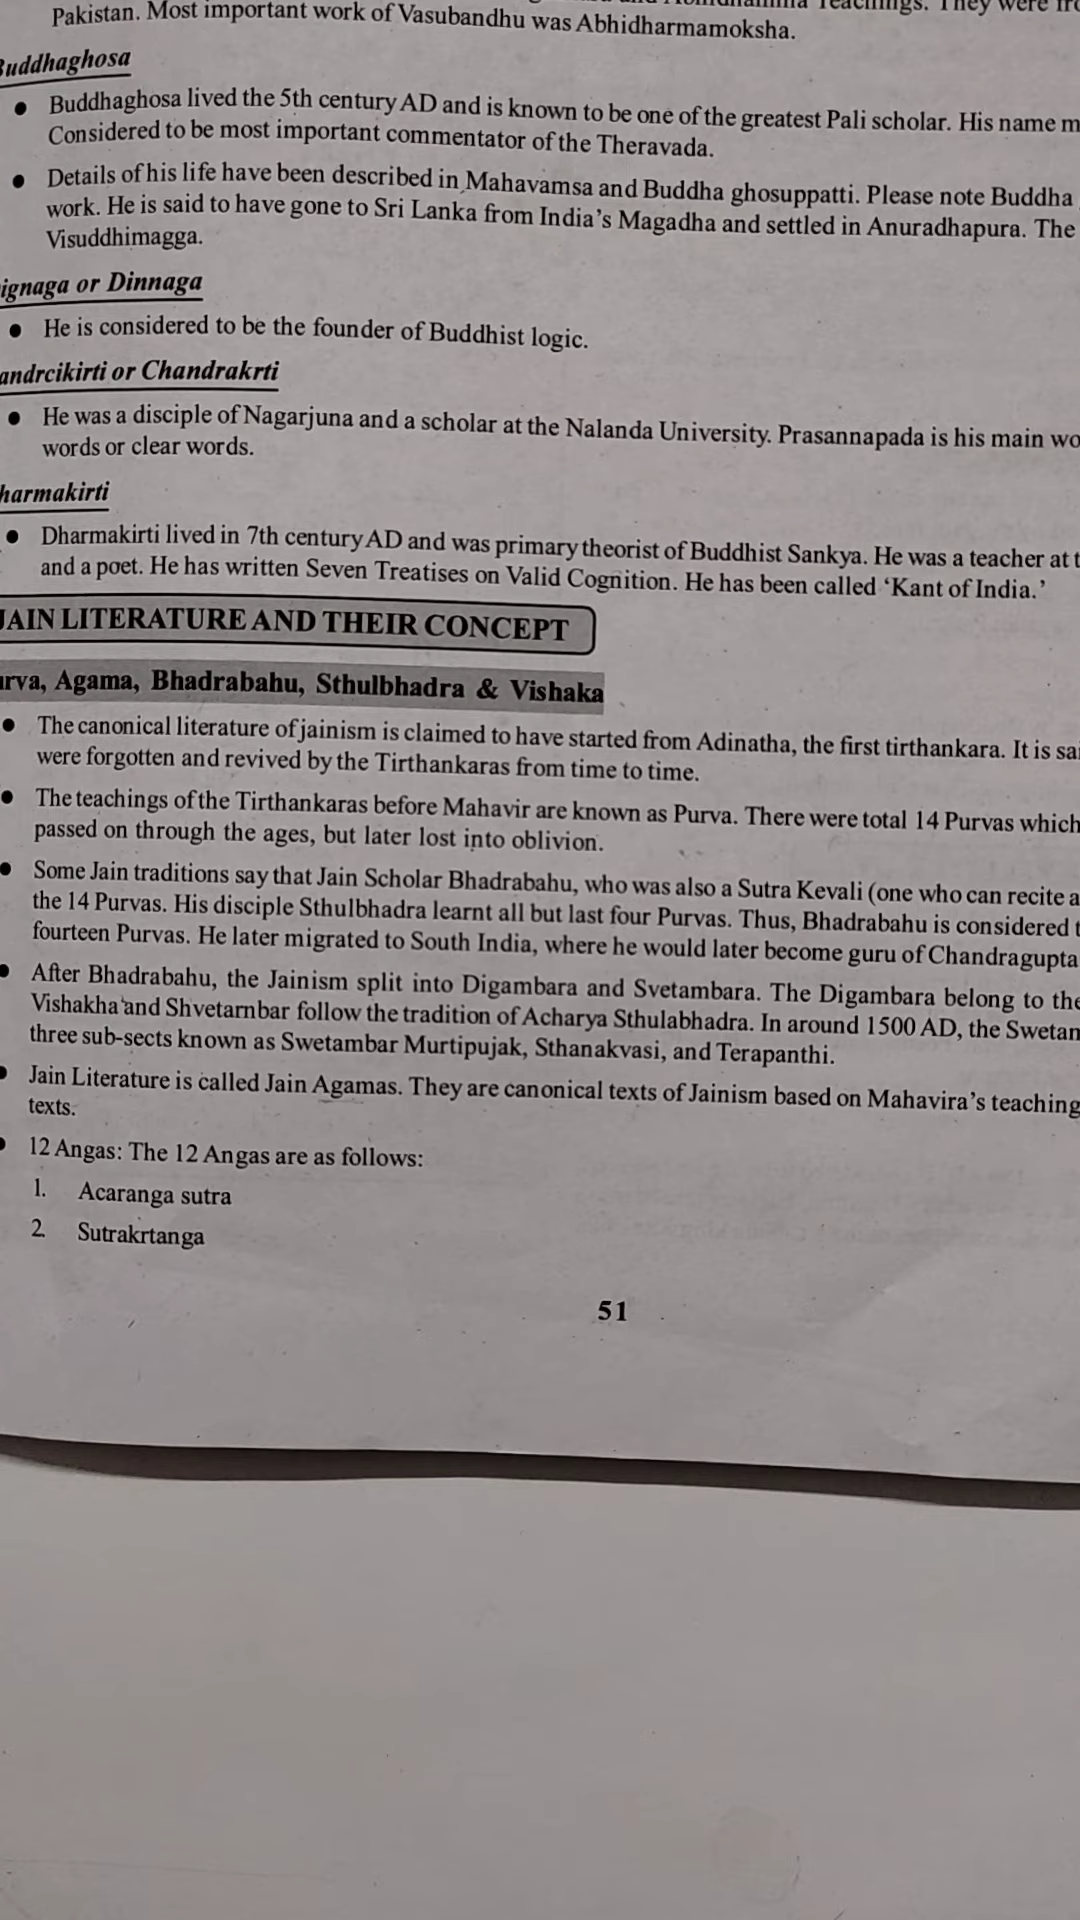 Teachings. They were
Pakistan. Most important work of Vasubandhu was Abhidharmamoksha.
Buddhaghosa
• Buddhaghosa lived the 5th century AD and is known to be one of the greatest Pali scholar. His name m
Considered to be most important commentator of the Theravada.
• Details of his life have been described in Mahavamsa and Buddha ghosuppatti. Please note Buddha
work. He is said to have gone to Sri Lanka from India's Magadha and settled in Anuradhapura. The
Visuddhimagga.
ignaga or Dinnaga
• He is considered to be the founder of Buddhist logic.
andrcikirti or Chandrakrti
• He was a disciple of Nagarjuna and a scholar at the Nalanda University. Prasannapada is his main wo
words or clear words.
harmakirti
• Dharmakirti lived in 7th century AD and was primary theorist of Buddhist Sankya. He was a teacher at t
and a poet. He has written Seven Treatises on Valid Cognition. He has been called 'Kant of India.'
JAIN LITERATURE AND THEIR CONCEPT
urva, Agama, Bhadrabahu, Sthulbhadra & Vishaka
• The canonical literature of jainism is claimed to have started from Adinatha, the first tirthankara. It is sai
were forgotten and revived by the Tirthankaras from time to time.
• The teachings of the Tirthankaras before Mahavir are known as Purva. There were total 14 Purvas which
passed on through the ages, but later lost into oblivion.
• Some Jain traditions say that Jain Scholar Bhadrabahu, who was also a Sutra Kevali (one who can recite a
the 14 Purvas. His disciple Sthulbhadra learnt all but last four Purvas. Thus, Bhadrabahu is considered t
fourteen Purvas. He later migrated to South India, where he would later become guru of Chandragupta
• After Bhadrabahu, the Jainism split into Digambara and Svetambara. The Digambara belong to the
Vishakha and Shvetarnbar follow the tradition of Acharya Sthulabhadra. In around 1500 AD, the Swetan
three sub-sects known as Swetambar Murtipujak, Sthanakvasi, and Terapanthi.
• Jain Literature is called Jain Agamas. They are canonical texts of Jainism based on Mahavira's teaching
texts.
• 12 Angas: The 12 Angas are as follows:
1. Acaranga sutra
2. Sutrakrtanga
51